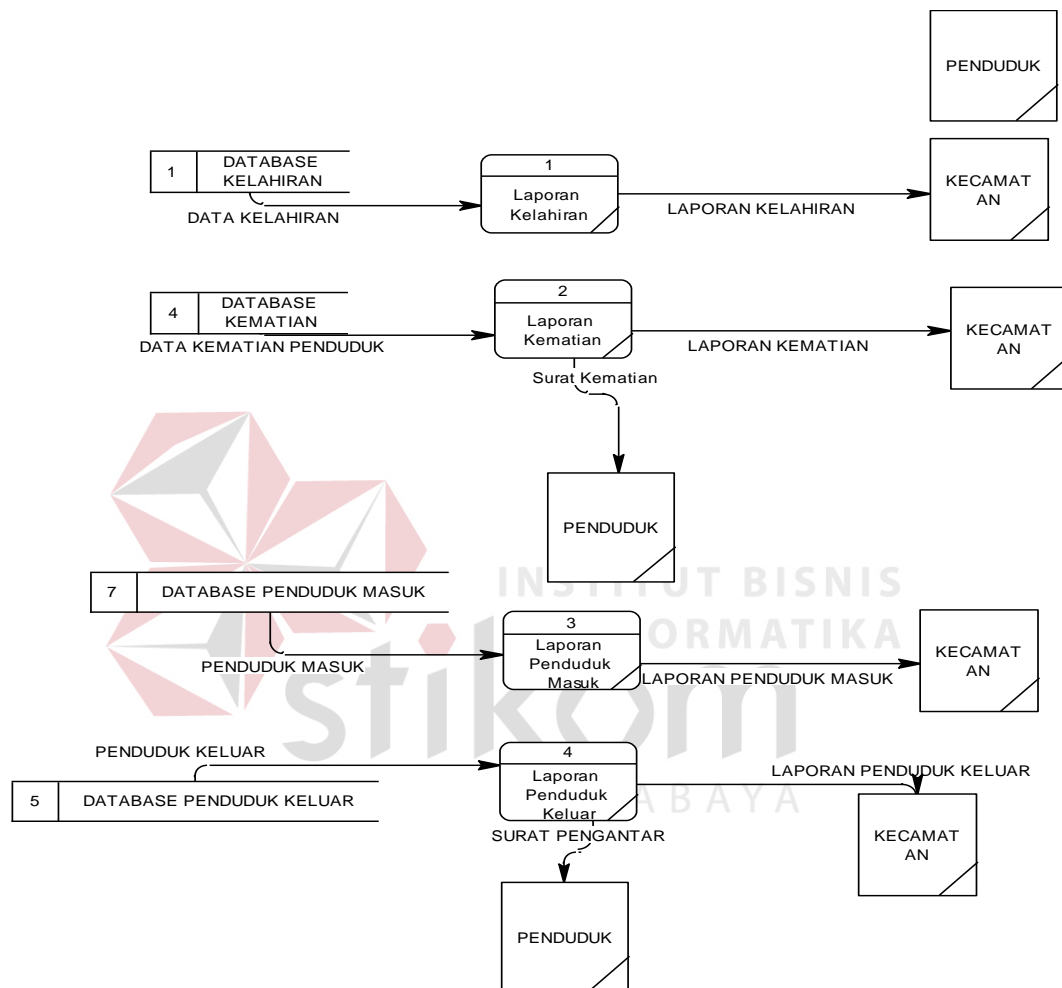 PENDUDUK
1
DATABASE
KELAHIRAN
DATA KELAHIRAN
1
Laporan
Kelahiran
LAPORAN KELAHIRAN
KECAMAT
AN
4
DATABASE
KEMATIAN
DATA KEMATIAN PENDUDUK
2
Laporan
Kematian
LAPORAN KEMATIAN
KECAMAT
AN
Surat Kematian
PENDUDUK
INSTITUT BISNIS
ORMATIKA
stikom
ABAYA
7
DATABASE PENDUDUK MASUK
PENDUDUK MASUK
3
Laporan
Penduduk
Masuk
LAPORAN PENDUDUK MASUK
KECAMAT
AN
PENDUDUK KELUAR
5
DATABASE PENDUDUK KELUAR
4
Laporan
Penduduk
Keluar
LAPORAN PENDUDUK KELUAR
KECAMAT
AN
SURAT PENGANTAR
PENDUDUK